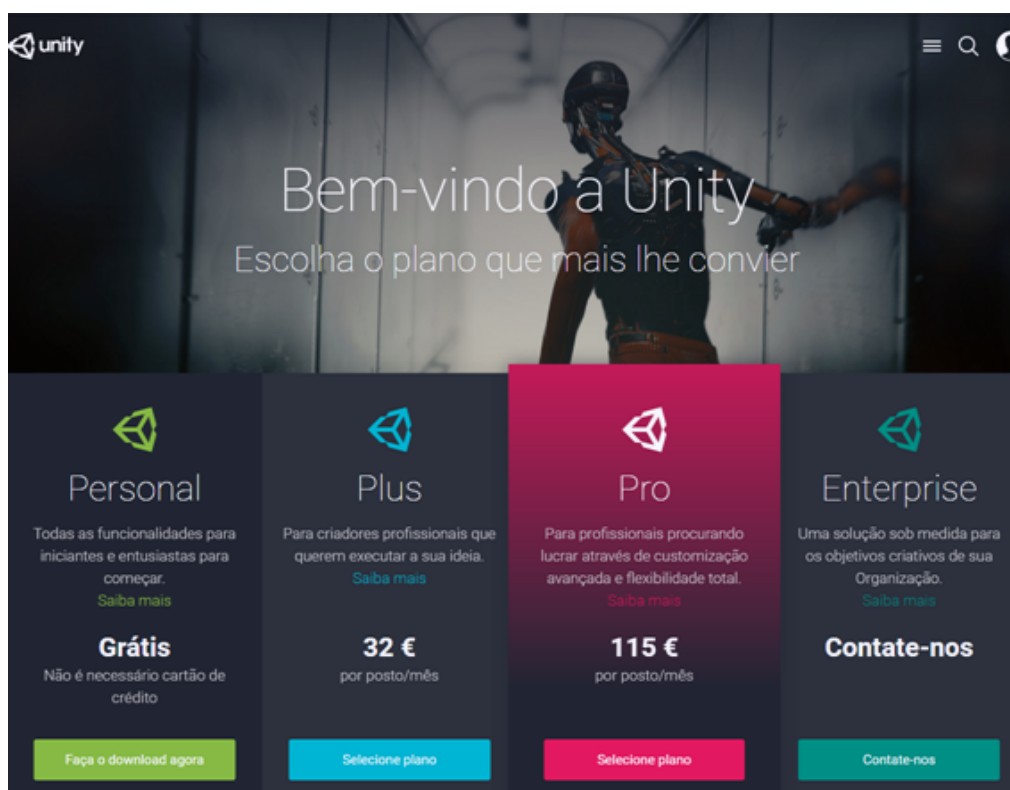 unity
Bem-vindo a Unity
Escolha o plano que mais lhe convier
Personal
Todas as funcionalidades para
iniciantes e entusiastas para
começar.
Saiba mais
Grátis
Não é necessário cartão de
crédito
Faça o download agora
Plus
Para criadores profissionais que
querem executar a sua ideia.
Saiba mais
32 €
por posto/mês
Selecione plano
Pro
Para profissionais procurando
lucrar através de customização
avançada e flexibilidade total.
Saiba mais
115 €
por posto/mês
Selecione plano
Enterprise
Uma solução sob medida para
os objetivos criativos de sua
Organização.
Saiba mais
Contate-nos
Contate-nos